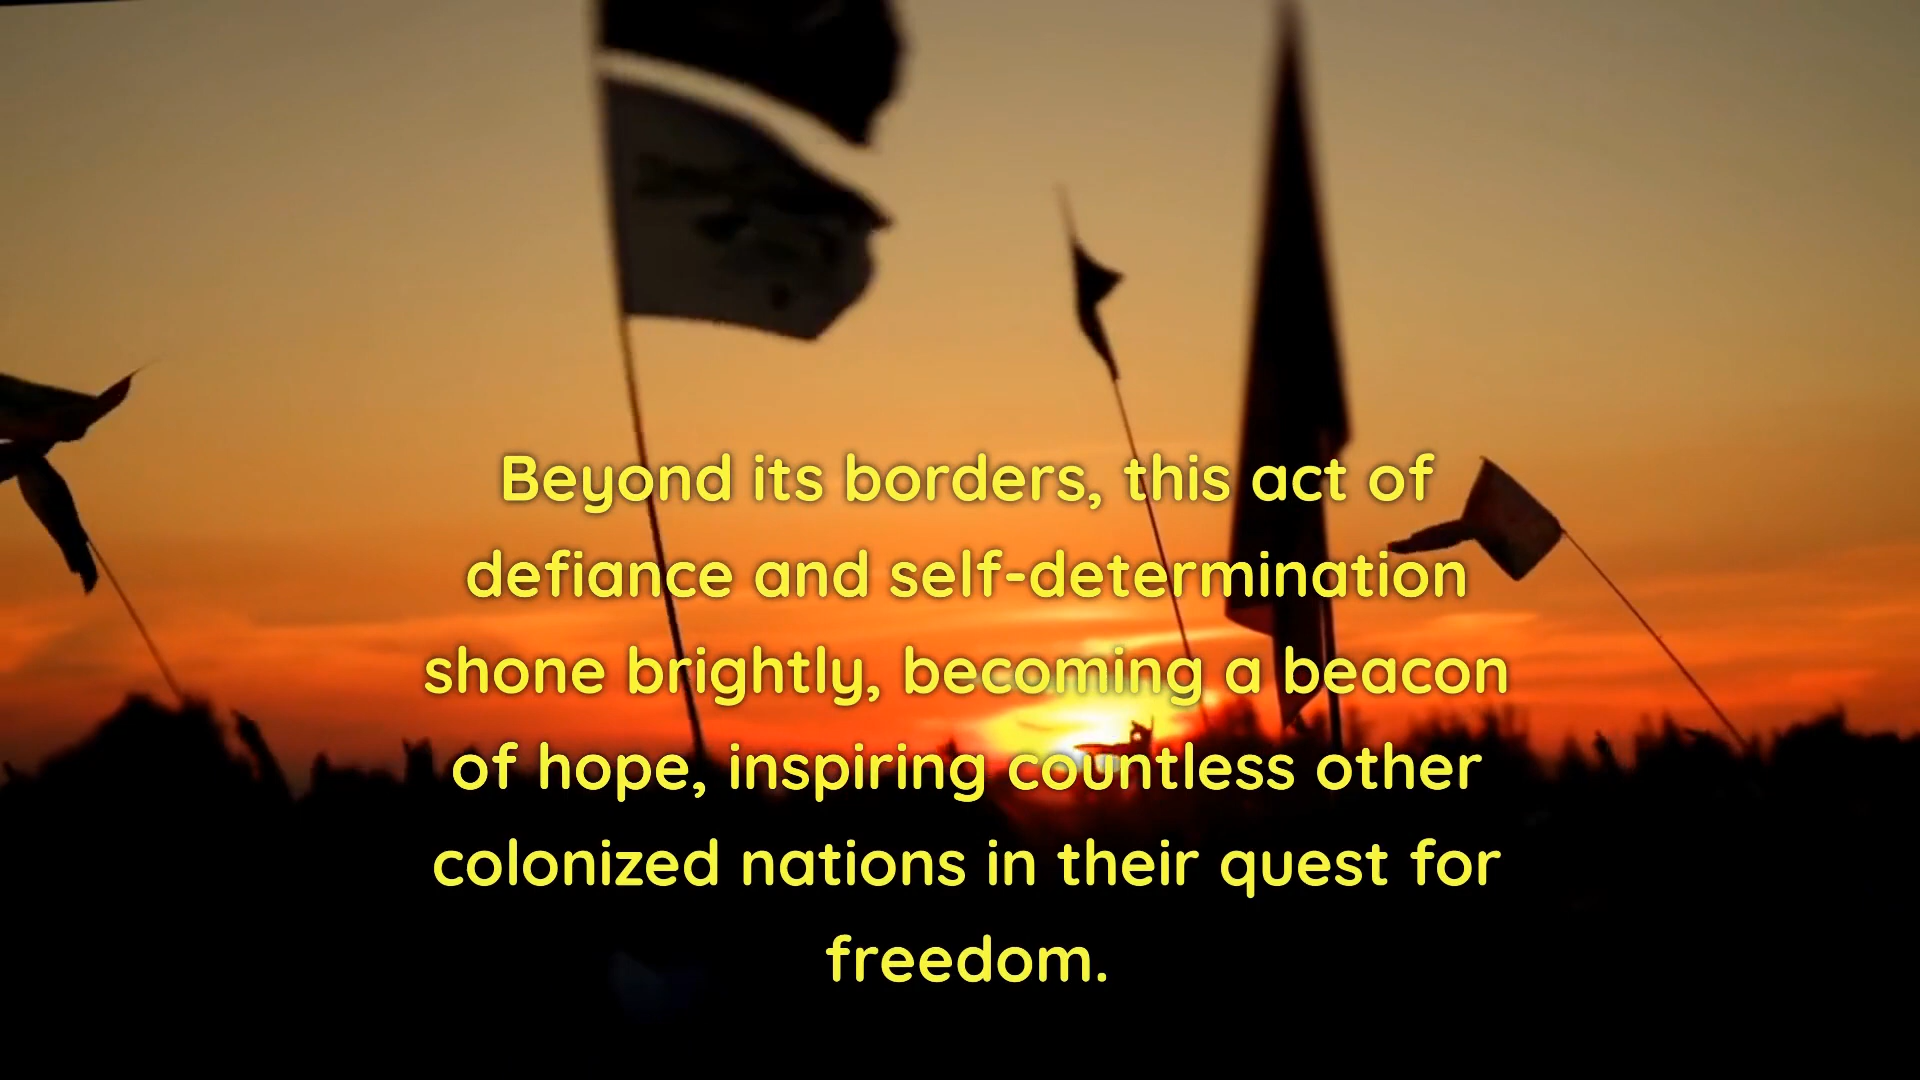 Beyond its borders, this act of
defiance and self-determination
shone brightly, becoming a beacon
of hope, inspiring countless other
colonized nations in their quest for
freedom.